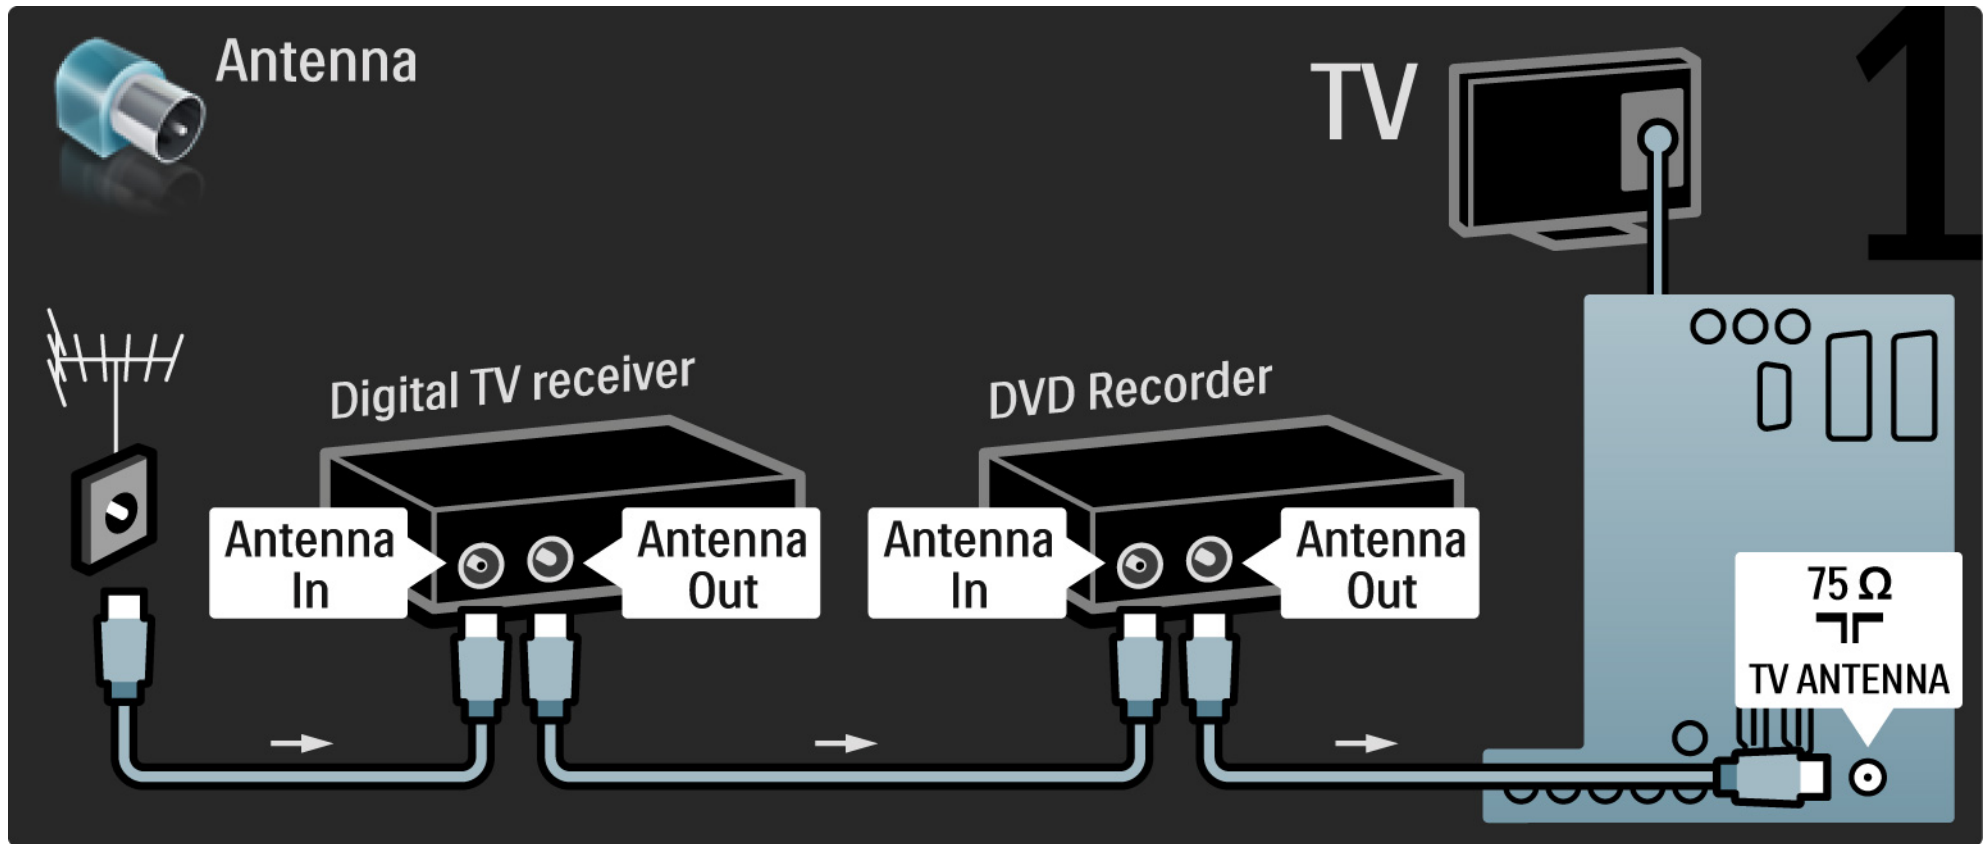 Antenna
TV
1
Digital TV receiver
DVD Recorder
Antenna
In
Antenna
Out
Antenna
In
Antenna
Out
75 Ω
TV ANTENNA